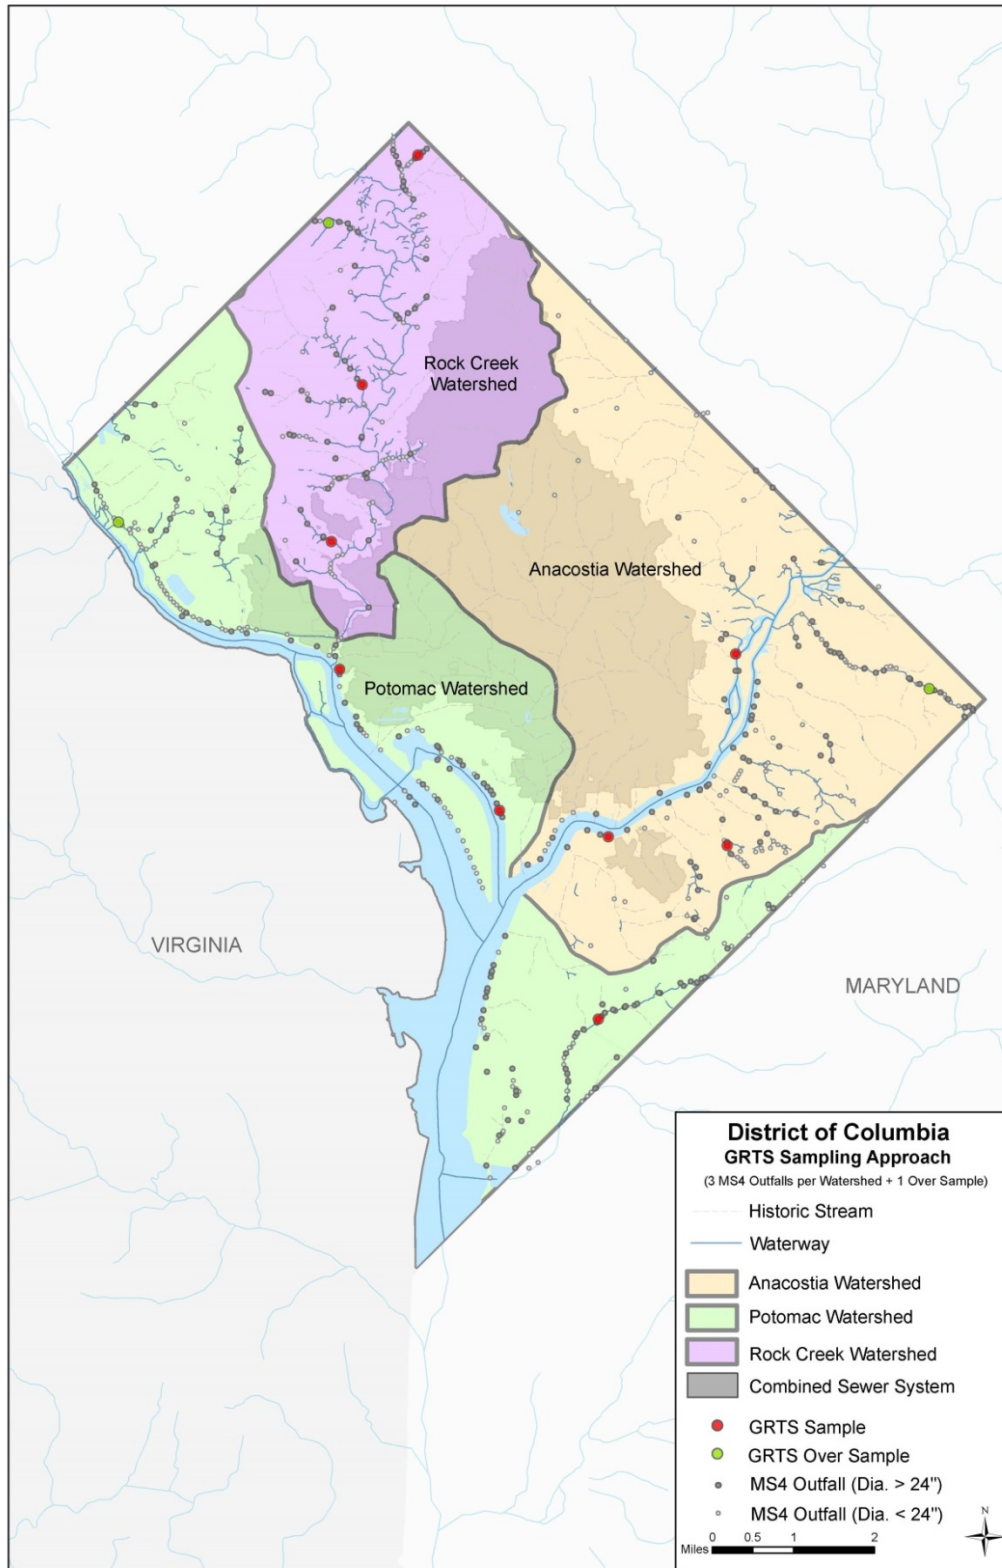 Rock Creek
Watershed
Anacostia Watershed
Potomac Watershed
VIRGINIA
MARYLAND
District of Columbia
GRTS Sampling Approach
(3 MS4 Outfalls per Watershed + 1 Over Sample)
Historic Stream
Waterway
Anacostia Watershed
Potomac Watershed
Rock Creek Watershed
Combined Sewer System
GRTS Sample
GRTS Over Sample
MS4 Outfall (Dia. > 24")
MS4 Outfall (Dia. < 24")
N
0 0.5 1 2
Miles